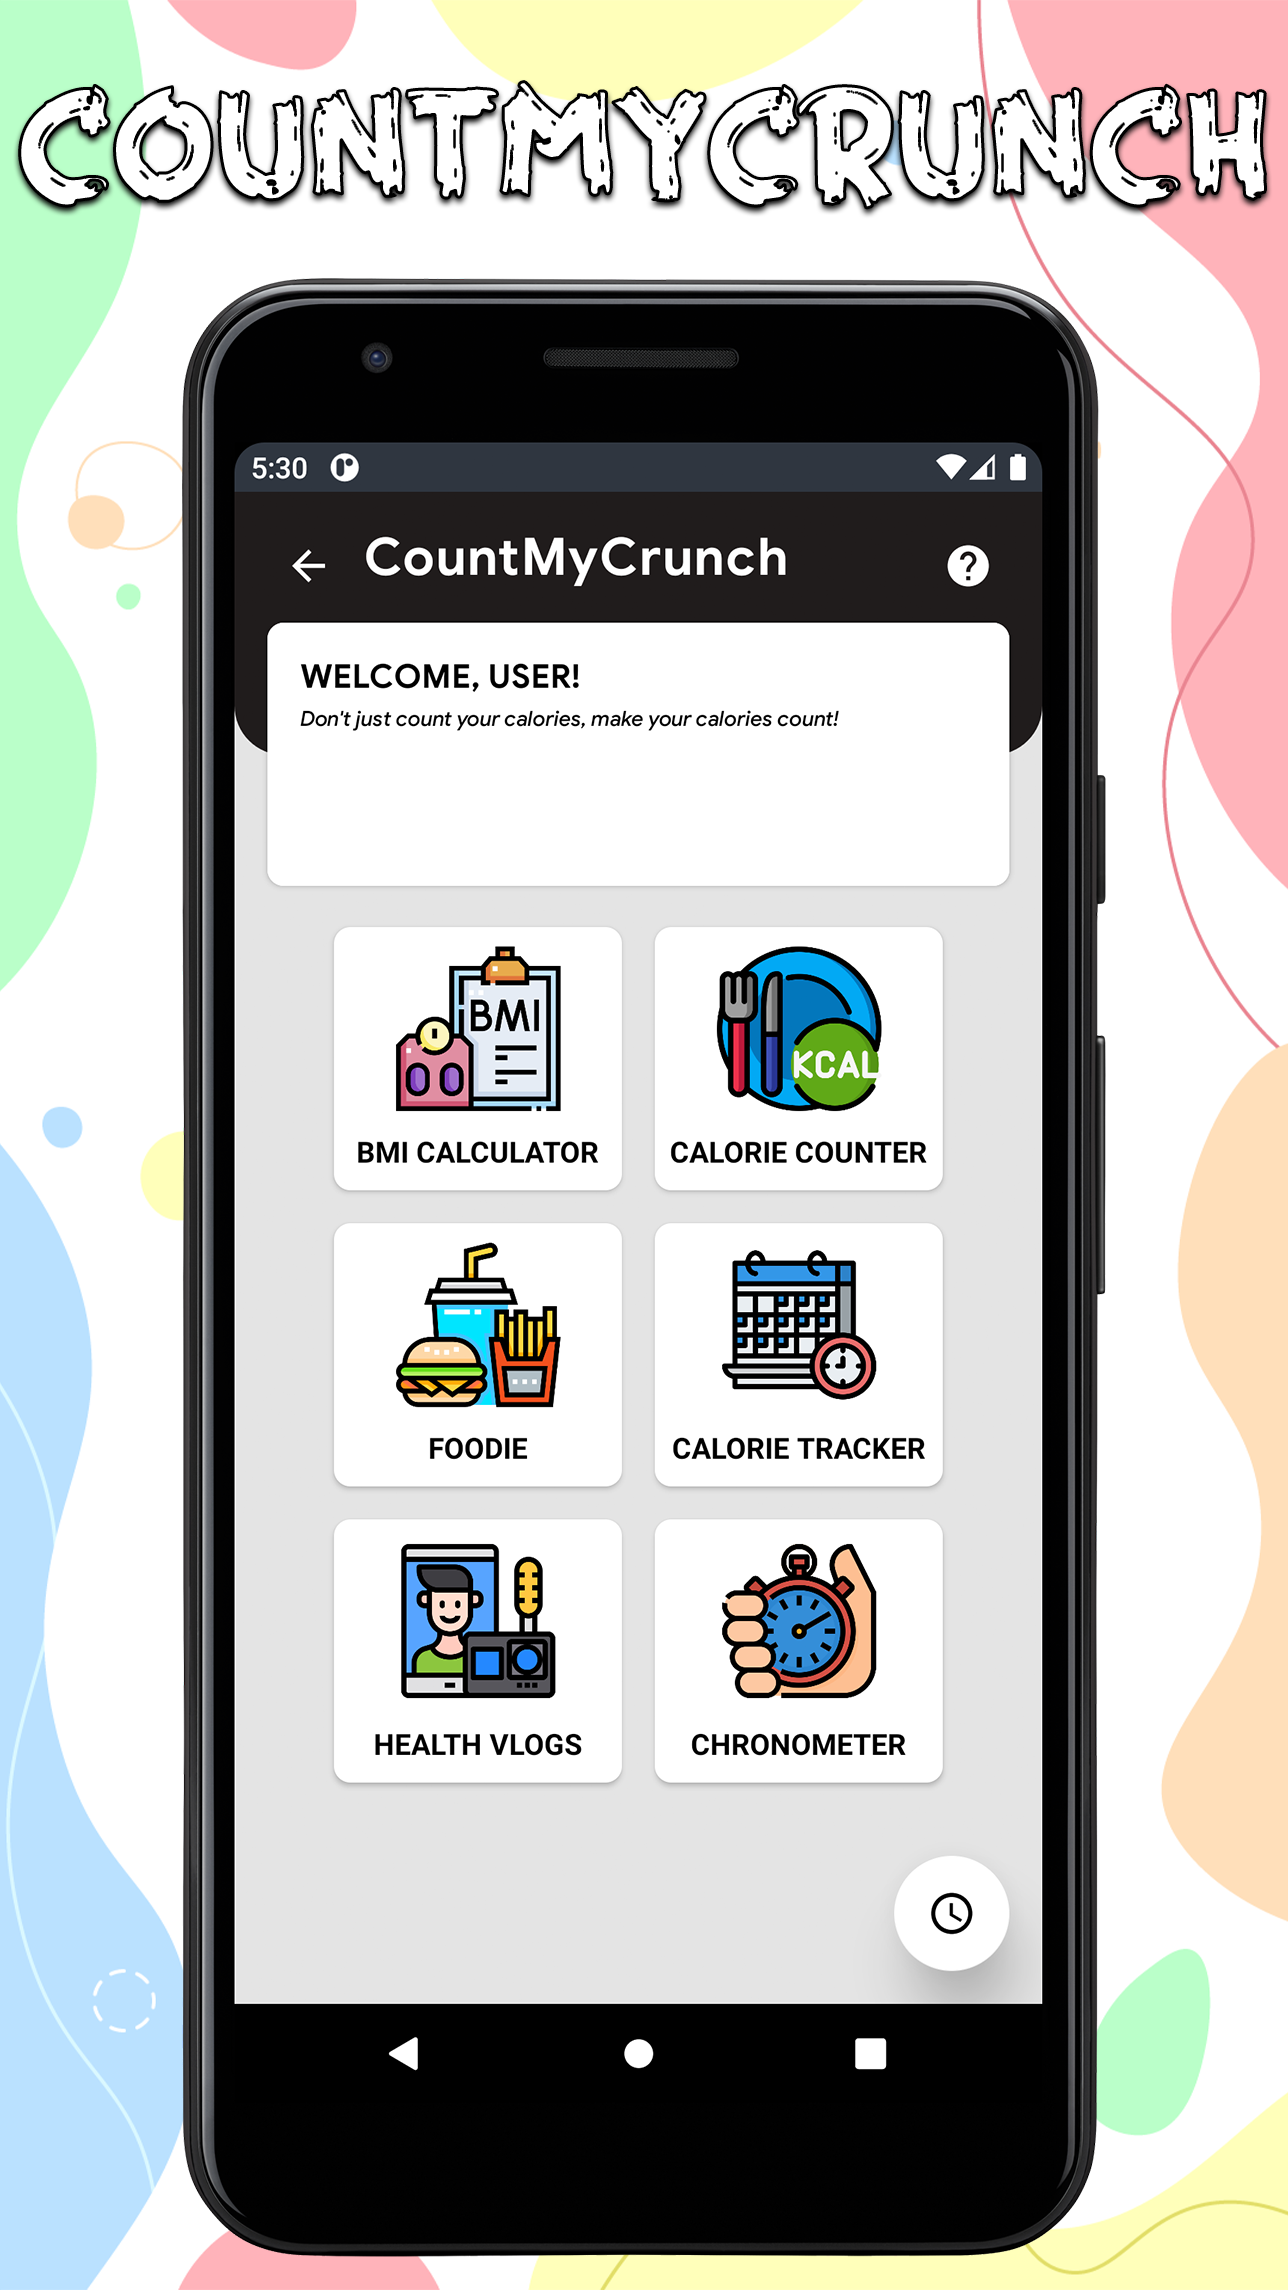 COUNTMYCRUNCH
5:30
CountMyCrunch
WELCOME, USER!
Don't just count your calories, make your calories count!
BMI
KCAL
BMI CALCULATOR
CALORIE COUNTER
FOODIE
CALORIE TRACKER
HEALTH VLOGS
CHRONOMETER